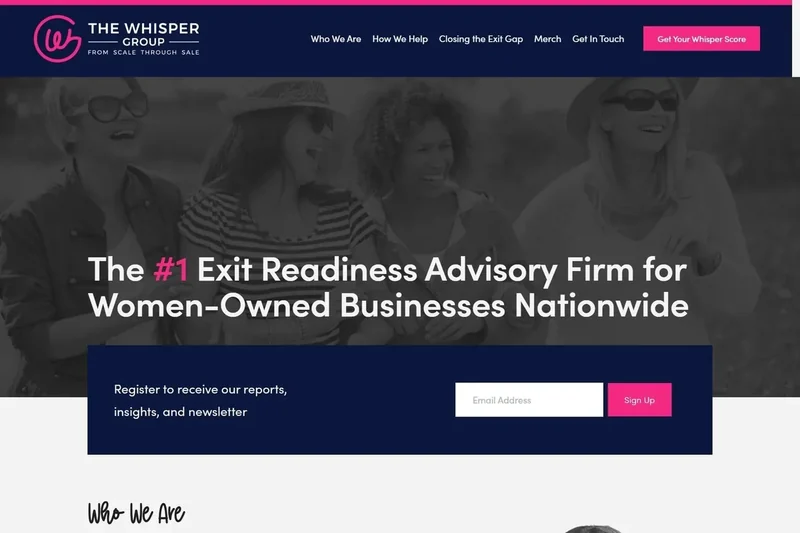 THE WHISPER
GROUP
FROM SCALE THROUGH SALE
Who We Are
How We Help
Closing the Exit Gap
Merch
Get In Touch
Get Your Whisper Score
The #1 Exit Readiness Advisory Firm for
Women-Owned Businesses Nationwide
Register to receive our reports,
insights, and newsletter
Email Address
Sign Up
Who We Are